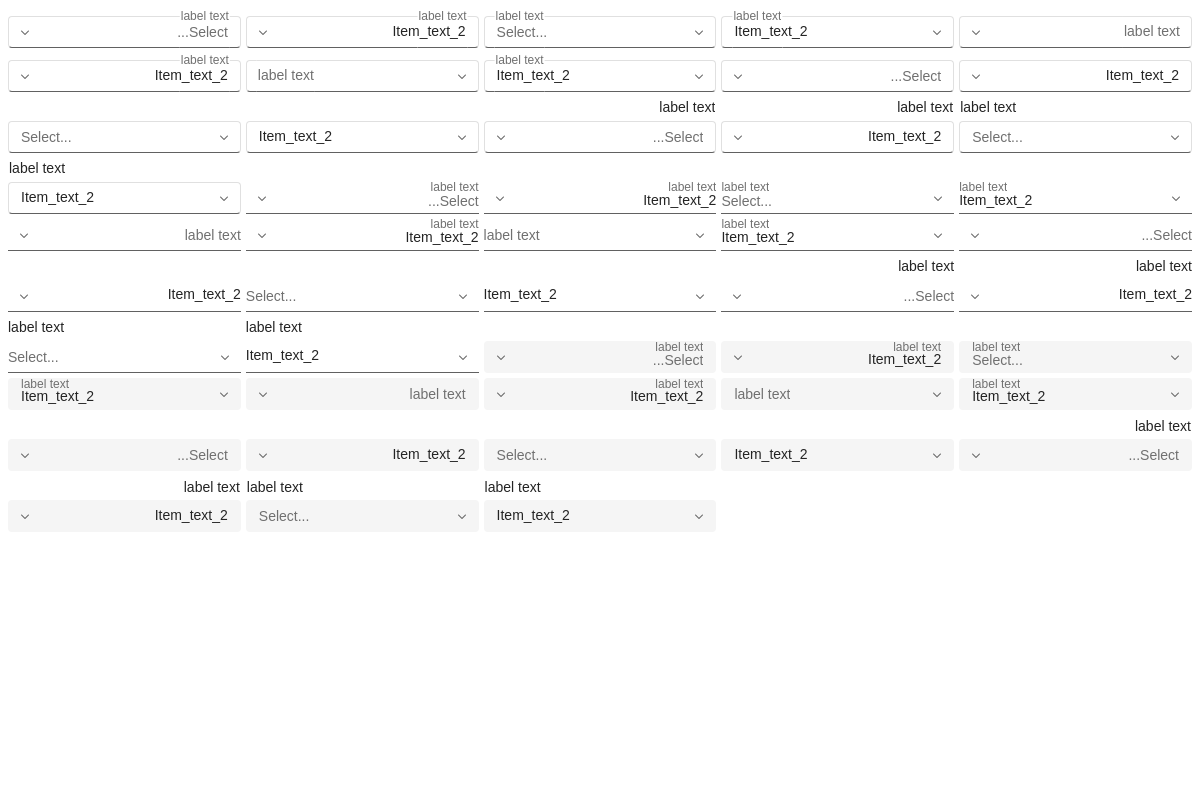 label text label text label text label text
...Select Item_text_2 Select... Item_text_2 label text
label text label text
Item_text_2 label text Item_text_2 ...Select Item_text_2
label text label text label text
Select... Item_text_2 ...Select Item_text_2 Select...
label text
label text label text label text label text
Item_text_2 ...Select Item_text_2 Select... Item_text_2
label text label text
label text Item_text_2 label text Item_text_2 ...Select
label text label text
Item_text_2 Select... Item_text_2 ...Select Item_text_2
label text label text
label text label text label text
Select... Item_text_2 ...Select Item_text_2 Select...
label text label text label text
Item_text_2 label text Item_text_2 label text Item_text_2
label text
...Select Item_text_2 Select... Item_text_2 ...Select
label text label text label text
Item_text_2 Select... Item_text_2